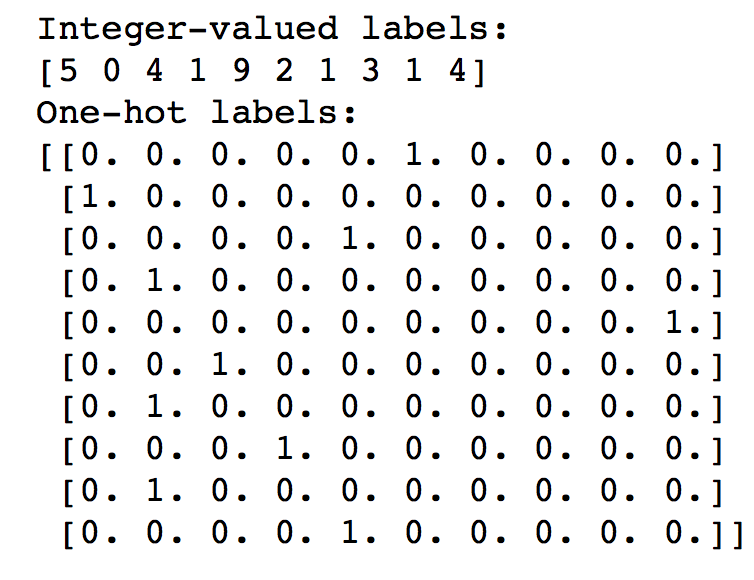 Integer-valued labels:
[5 0 4 1 9 2 1 3 1 4]
One-hot labels:
[[0. 0. 0. 0. 0. 1. 0. 0. 0. 0.]
 [1. 0. 0. 0. 0. 0. 0. 0. 0. 0.]
 [0. 0. 0. 0. 1. 0. 0. 0. 0. 0.]
 [0. 1. 0. 0. 0. 0. 0. 0. 0. 0.]
 [0. 0. 0. 0. 0. 0. 0. 0. 0. 1.]
 [0. 0. 1. 0. 0. 0. 0. 0. 0. 0.]
 [0. 1. 0. 0. 0. 0. 0. 0. 0. 0.]
 [0. 0. 0. 1. 0. 0. 0. 0. 0. 0.]
 [0. 1. 0. 0. 0. 0. 0. 0. 0. 0.]
 [0. 0. 0. 0. 1. 0. 0. 0. 0. 0.]]